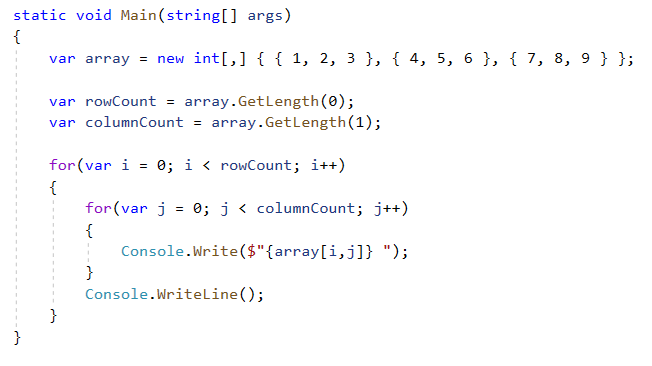 static void Main(string[] args)
{
    var array = new int[,] { { 1, 2, 3 }, { 4, 5, 6 }, { 7, 8, 9 } };

    var rowCount = array.GetLength(0);
    var columnCount = array.GetLength(1);

    for(var i = 0; i < rowCount; i++)
    {
        for(var j = 0; j < columnCount; j++)
        {
            Console.Write($"{array[i,j]} ");
        }
        Console.WriteLine();
    }
}